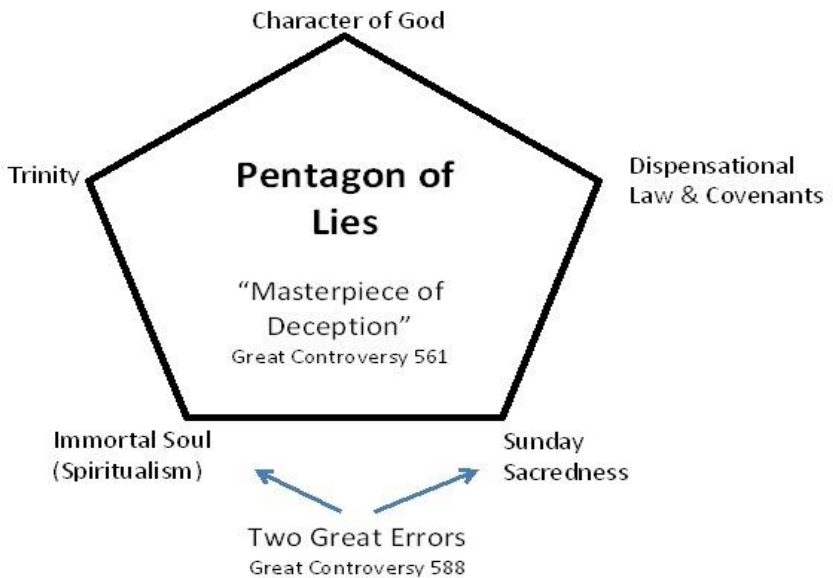 Character of God
Trinity
Dispensational
Law & Covenants
Pentagon of
Lies
“Masterpiece of
Deception”
Great Controversy 561
Immortal Soul
(Spiritualism)
Sunday
Sacredness
Two Great Errors
Great Controversy 588